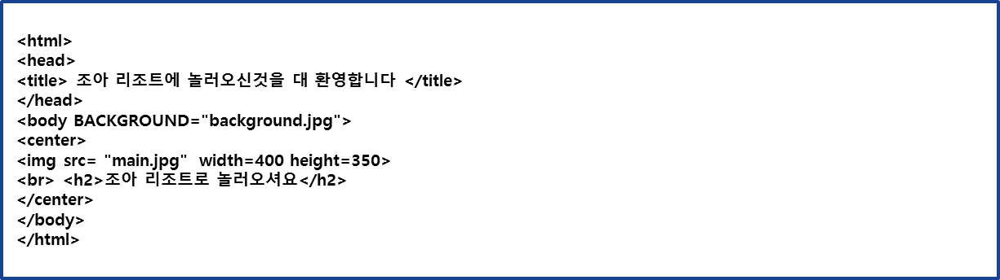 <html>
<head>
<title> 조아 리조트에 놀러오신것을 대 환영합니다 </title>
</head>
<body BACKGROUND="background.jpg">
<center>
<img src= "main.jpg"  width=400 height=350>
<br> <h2>조아 리조트로 놀러오셔요</h2>
</center>
</body>
</html>